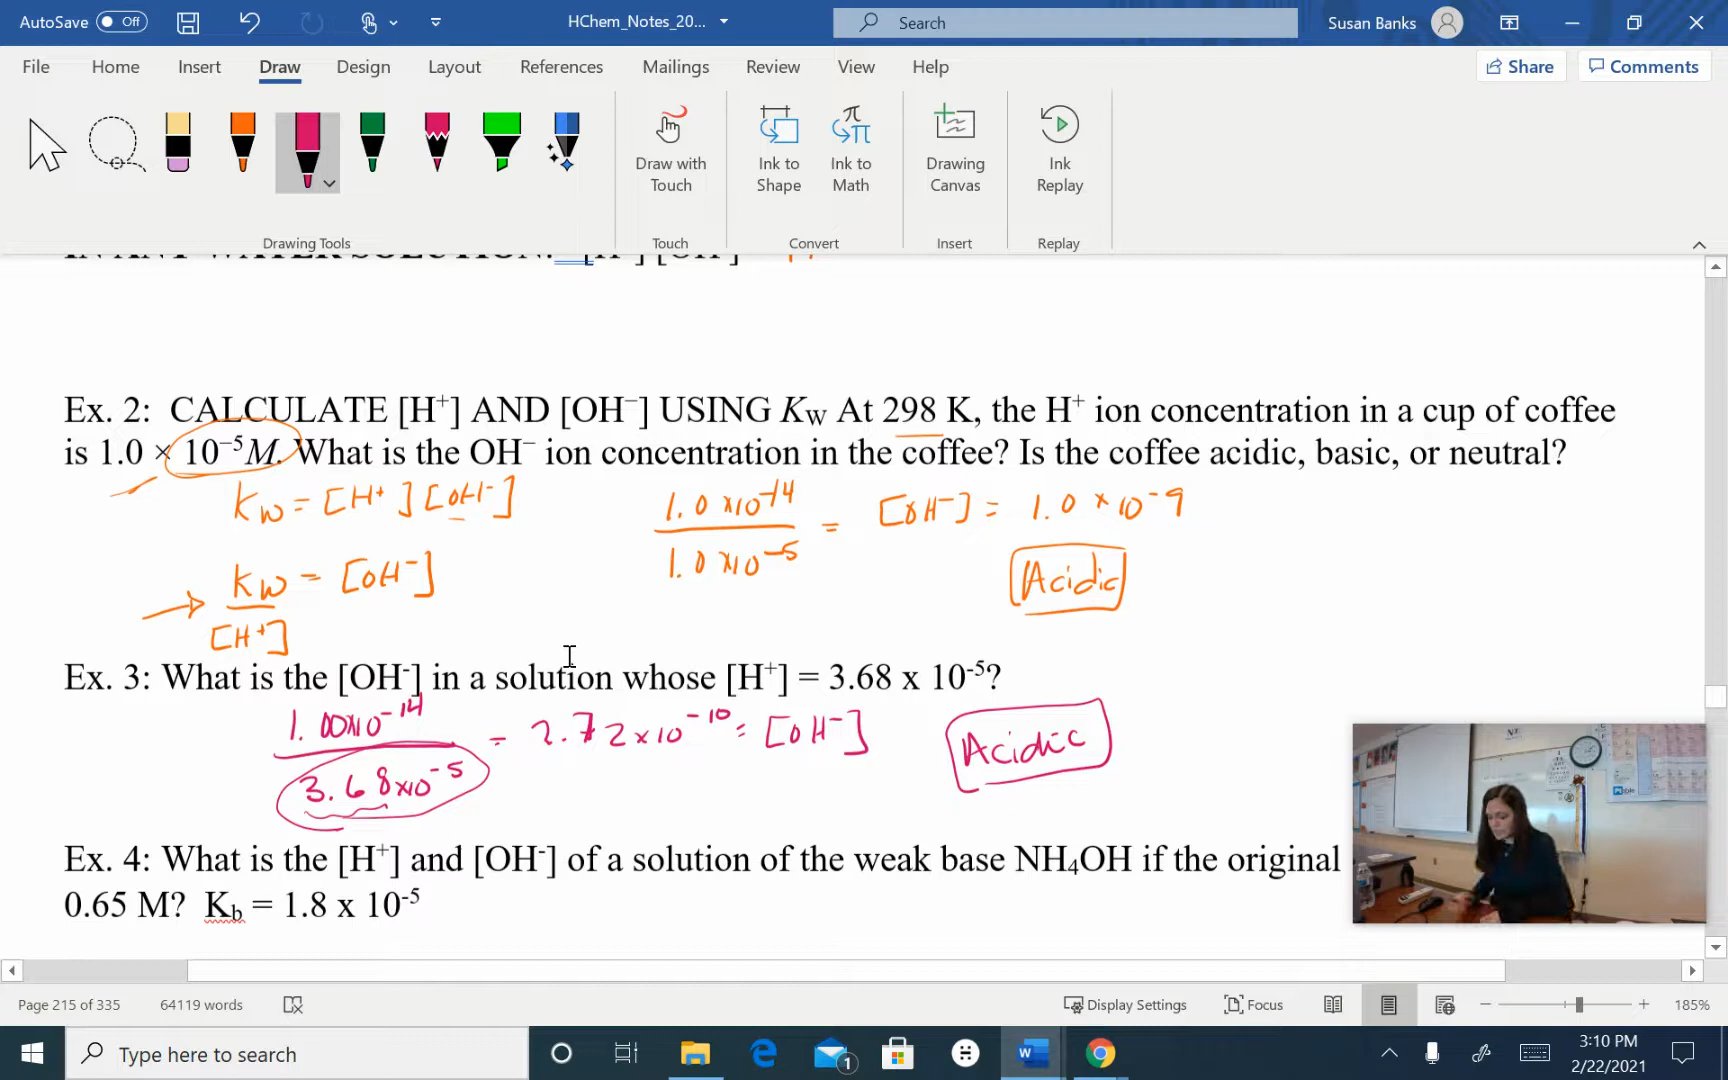 AutoSave Off HChem_Notes_20... Search Susan Banks
File Home Insert Draw Design Layout References Mailings Review View Help Share Comments
Draw with Touch Ink to Shape Ink to Math Drawing Canvas Ink Replay
Drawing Tools Touch Convert Insert Replay
IN ANY WATER SOLUTION: [H+] [OH-]
Ex. 2: CALCULATE [H⁺] AND [OH⁻] USING Kw At 298 K, the H⁺ ion concentration in a cup of coffee
is 1.0 × 10⁻⁵M. What is the OH⁻ ion concentration in the coffee? Is the coffee acidic, basic, or neutral?
Kw = [H⁺] [OH⁻]
1.0 x10⁻¹⁴ / 1.0 x10⁻⁵ = [OH⁻] = 1.0 x 10⁻⁹
Kw / [H⁺] = [OH⁻]
Acidic
Ex. 3: What is the [OH⁻] in a solution whose [H⁺] = 3.68 x 10⁻⁵?
1.00x10⁻¹⁴ / 3.68x10⁻⁵ = 2.72 x10⁻¹⁰ = [OH⁻]
Acidic
Ex. 4: What is the [H⁺] and [OH⁻] of a solution of the weak base NH₄OH if the original
0.65 M? Kb = 1.8 x 10⁻⁵
Page 215 of 335 64119 words Display Settings Focus 185%
Type here to search 1 3:10 PM
2/22/2021